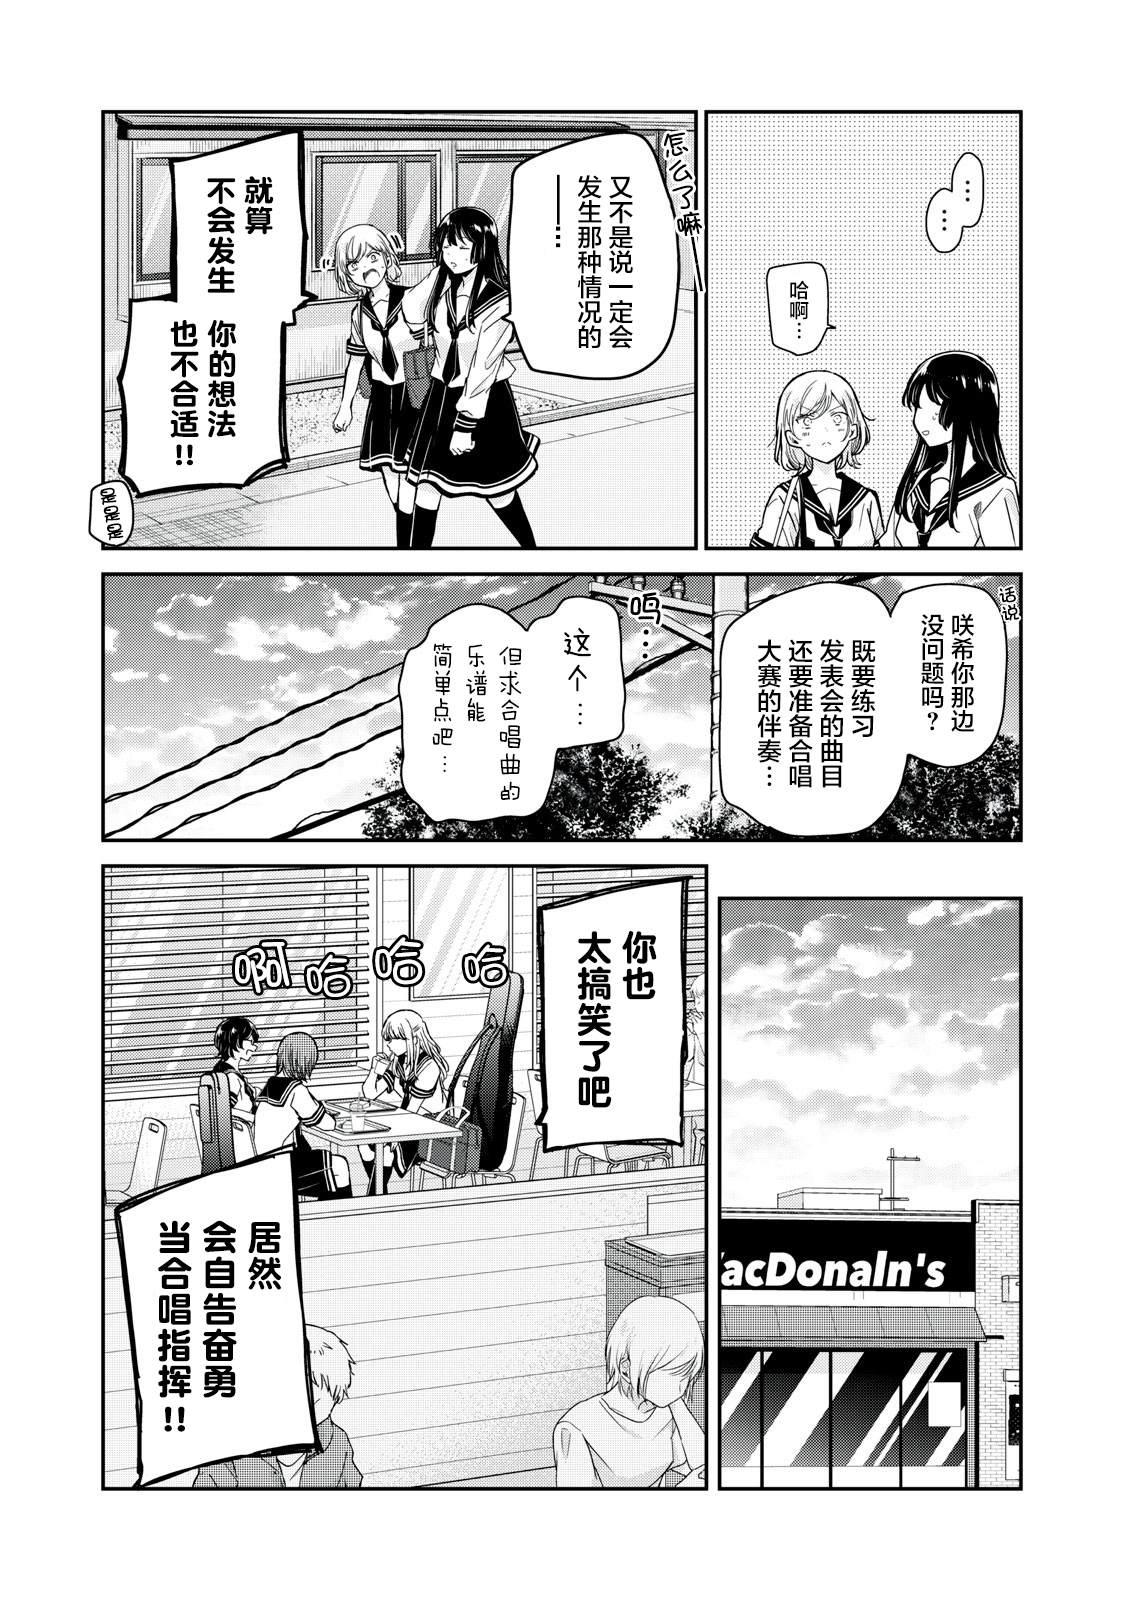 ……
哈啊…
怎么了嘛——
又不是说一定会
发生那种情况的
——…
就算
不会发生
你的想法
也不合适!!
是是是
话说
咲希你那边
没问题吗？
既要练习
发表会的曲目
还要准备合唱
大赛的伴奏…
呜…
这个…
但求合唱曲的
乐谱能
简单点吧…
acDonaln's
你也
太搞笑了吧
哈
哈
哈
啊
居然
会自告奋勇
当合唱指挥!!